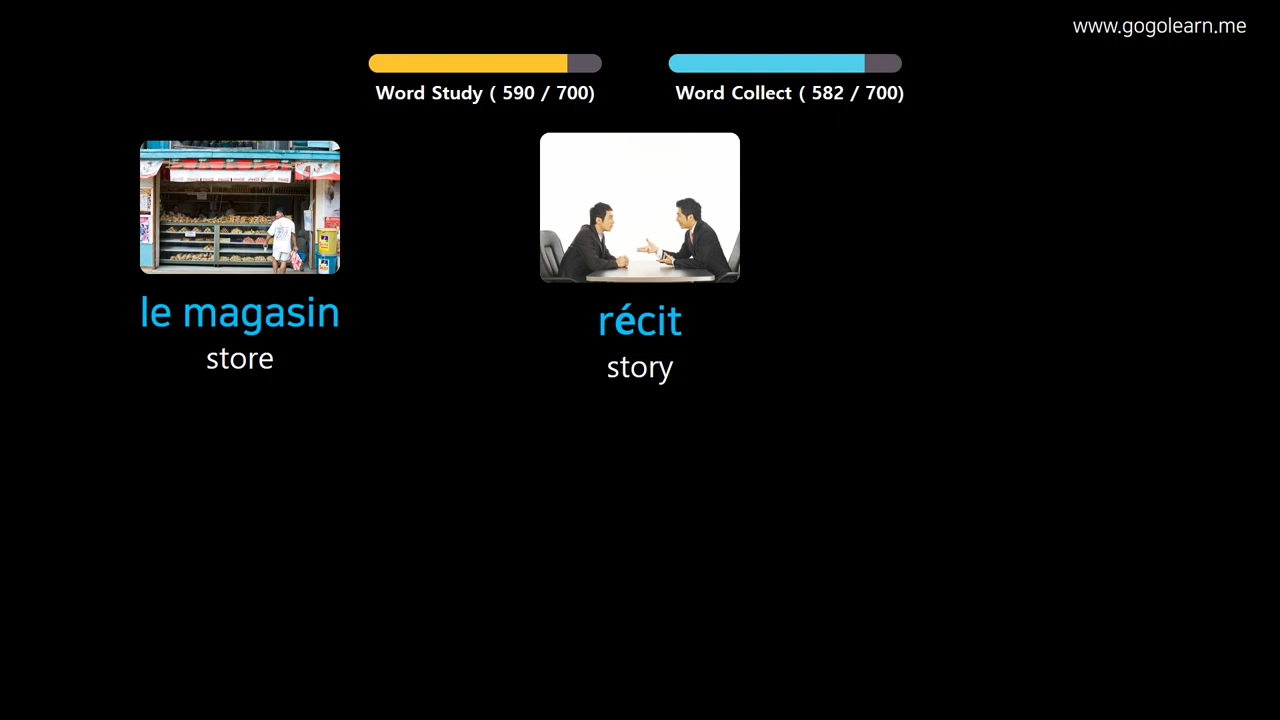 www.gogolearn.me
Word Study ( 590 / 700)
Word Collect ( 582 / 700)
le magasin
store
récit
story